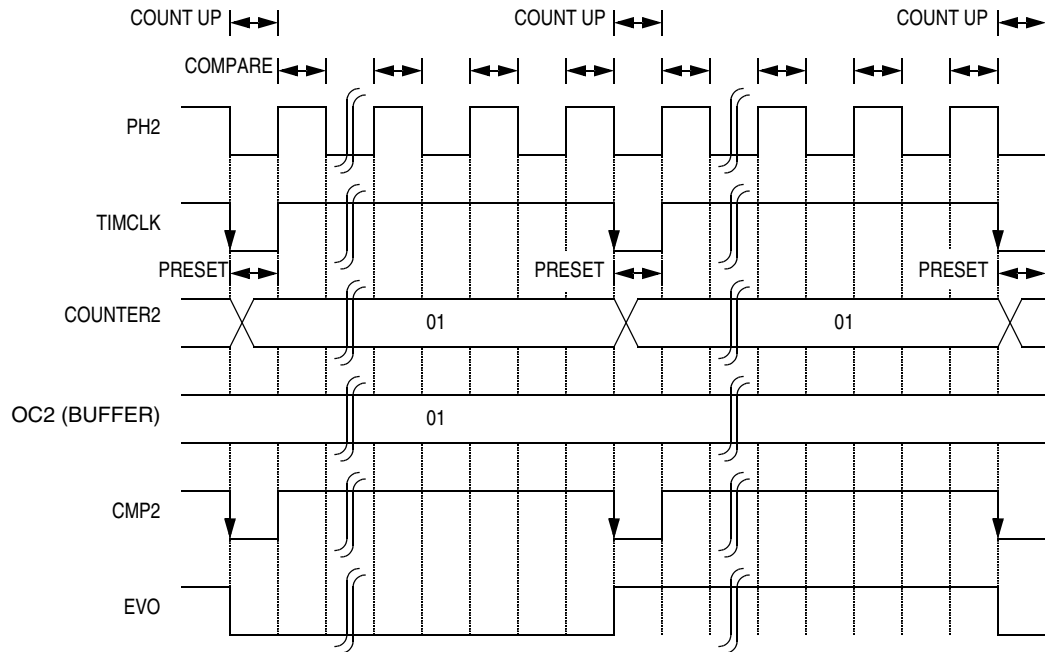 COUNT UP COUNT UP COUNT UP
COMPARE
PH2
TIMCLK
PRESET PRESET PRESET
COUNTER2 01 01
OC2 (BUFFER) 01
CMP2
EVO